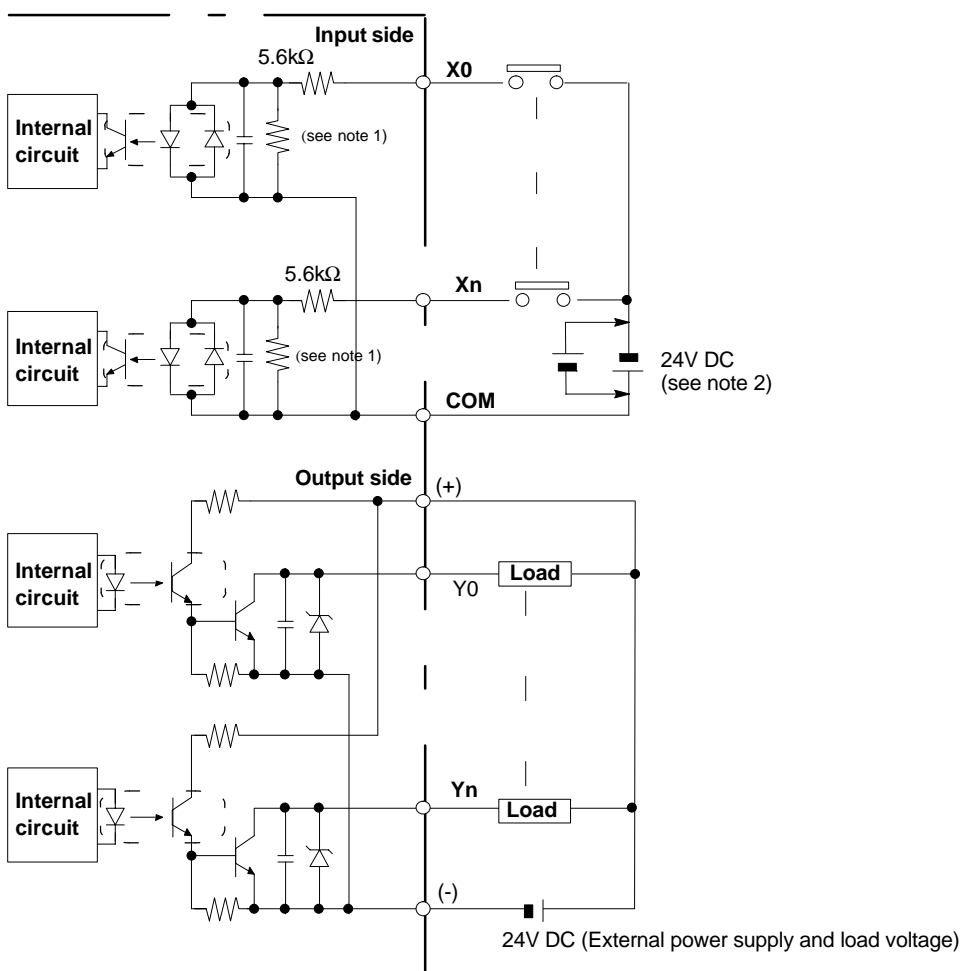 Input side
5.6kΩ
X0
Internal
circuit
(see note 1)
5.6kΩ
Xn
Internal
circuit
(see note 1)
24V DC
(see note 2)
COM
Output side
(+)
Internal
circuit
Load
Y0
Internal
circuit
Yn
Load
(-)
24V DC (External power supply and load voltage)